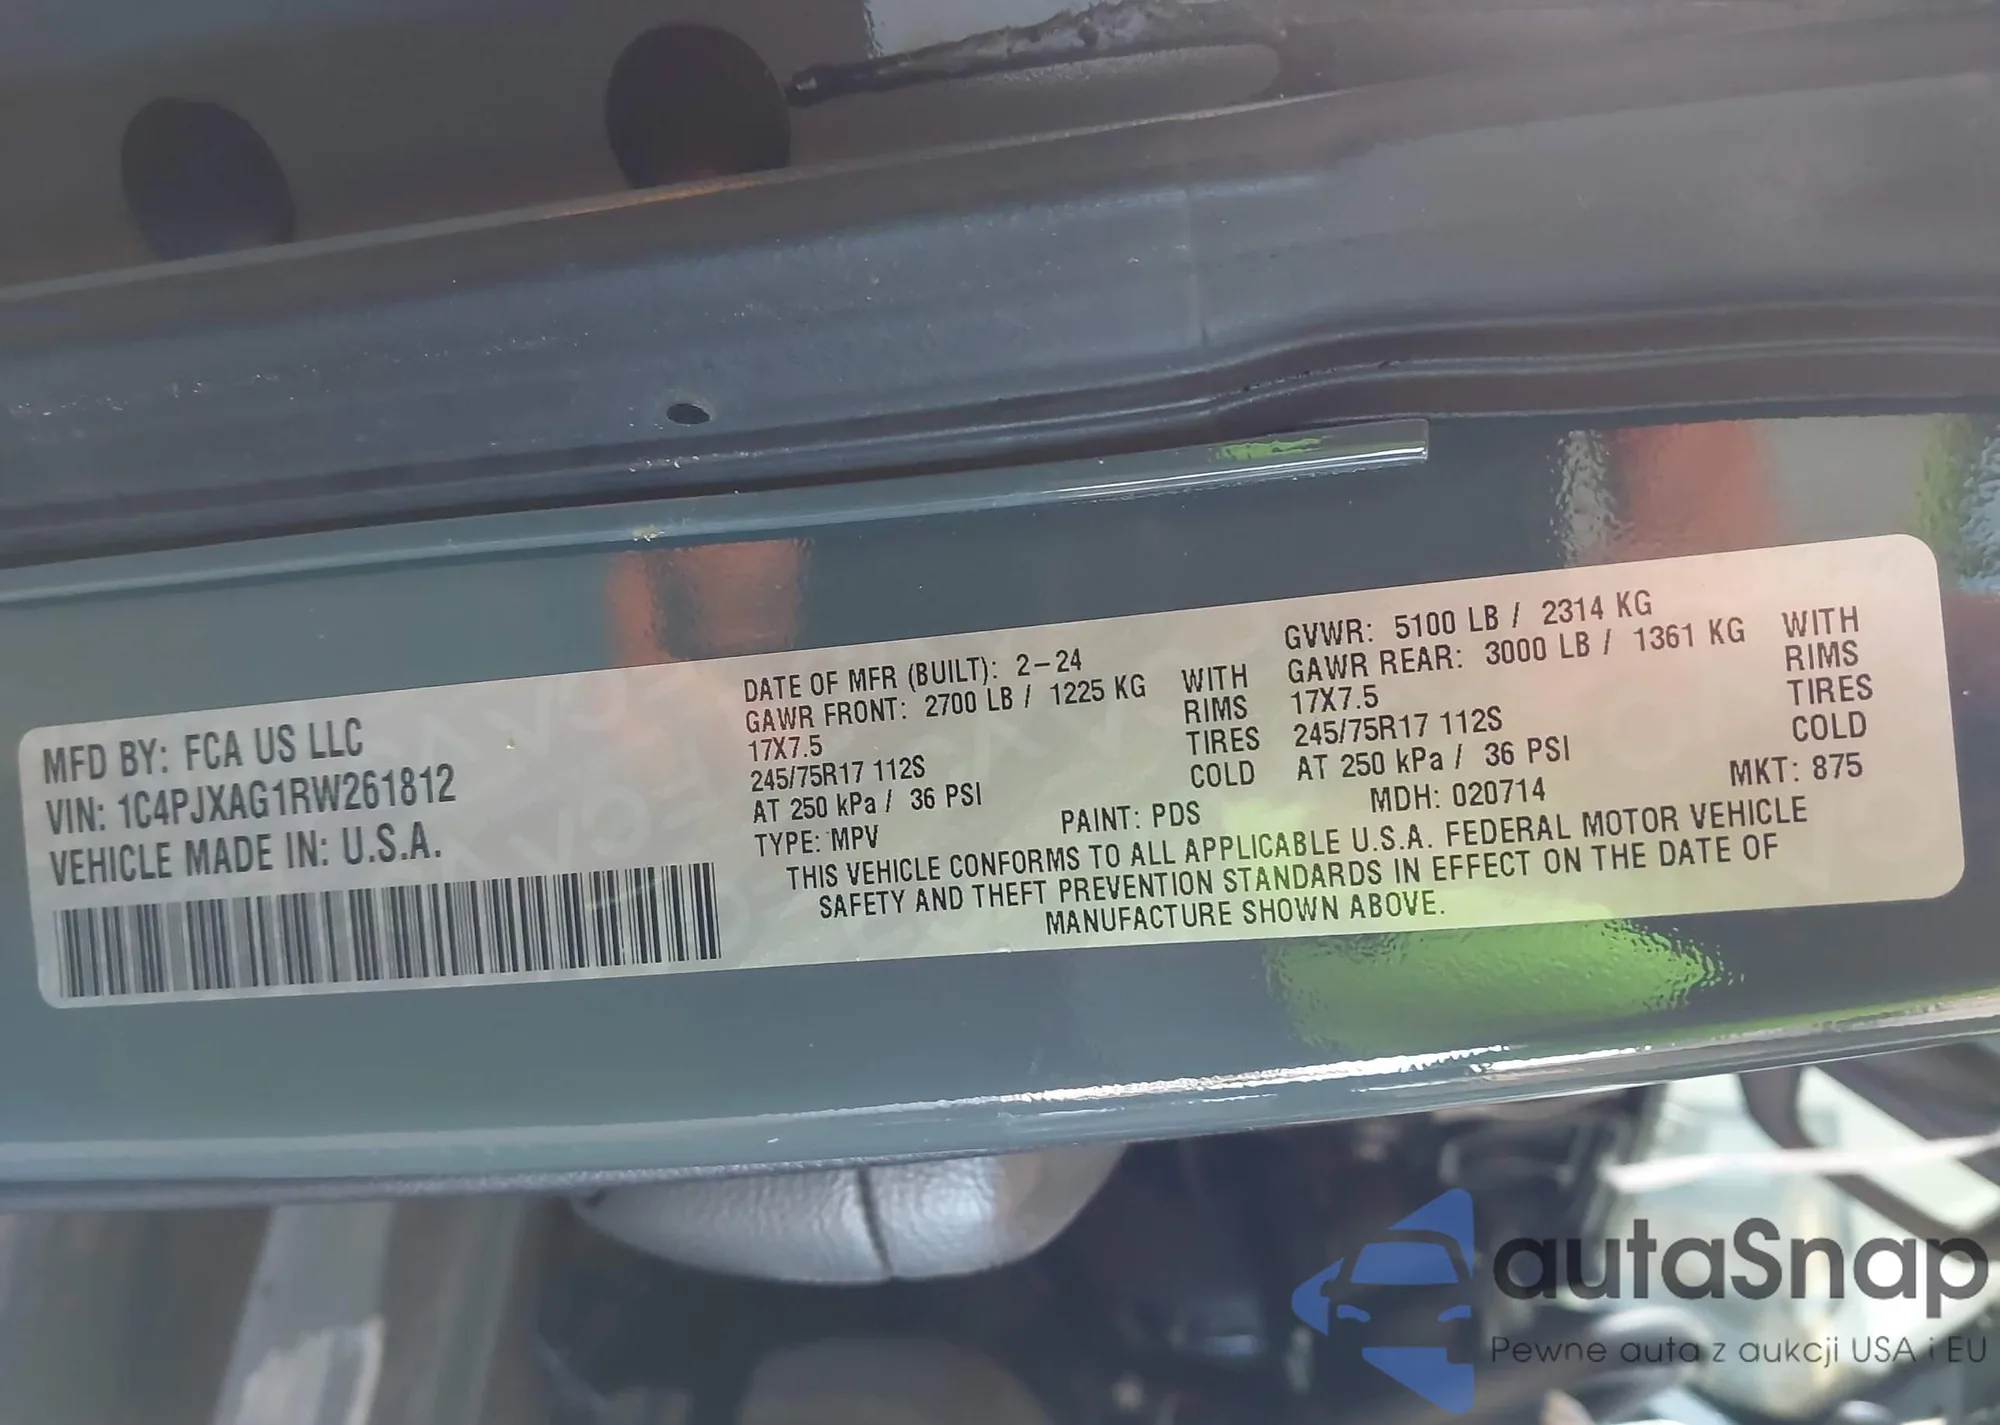 MFD BY: FCA US LLC
VIN: 1C4PJXAG1RW261812
VEHICLE MADE IN: U.S.A.
DATE OF MFR (BUILT): 2-24
GAWR FRONT: 2700 LB / 1225 KG WITH
17X7.5 RIMS
245/75R17 112S TIRES
AT 250 kPa / 36 PSI COLD
TYPE: MPV PAINT: PDS
GVWR: 5100 LB / 2314 KG
GAWR REAR: 3000 LB / 1361 KG WITH
17X7.5 RIMS
245/75R17 112S TIRES
AT 250 kPa / 36 PSI COLD
MDH: 020714 MKT: 875
THIS VEHICLE CONFORMS TO ALL APPLICABLE U.S.A. FEDERAL MOTOR VEHICLE
SAFETY AND THEFT PREVENTION STANDARDS IN EFFECT ON THE DATE OF
MANUFACTURE SHOWN ABOVE.
autaSnap
Pewne auta z aukcji USA i EU